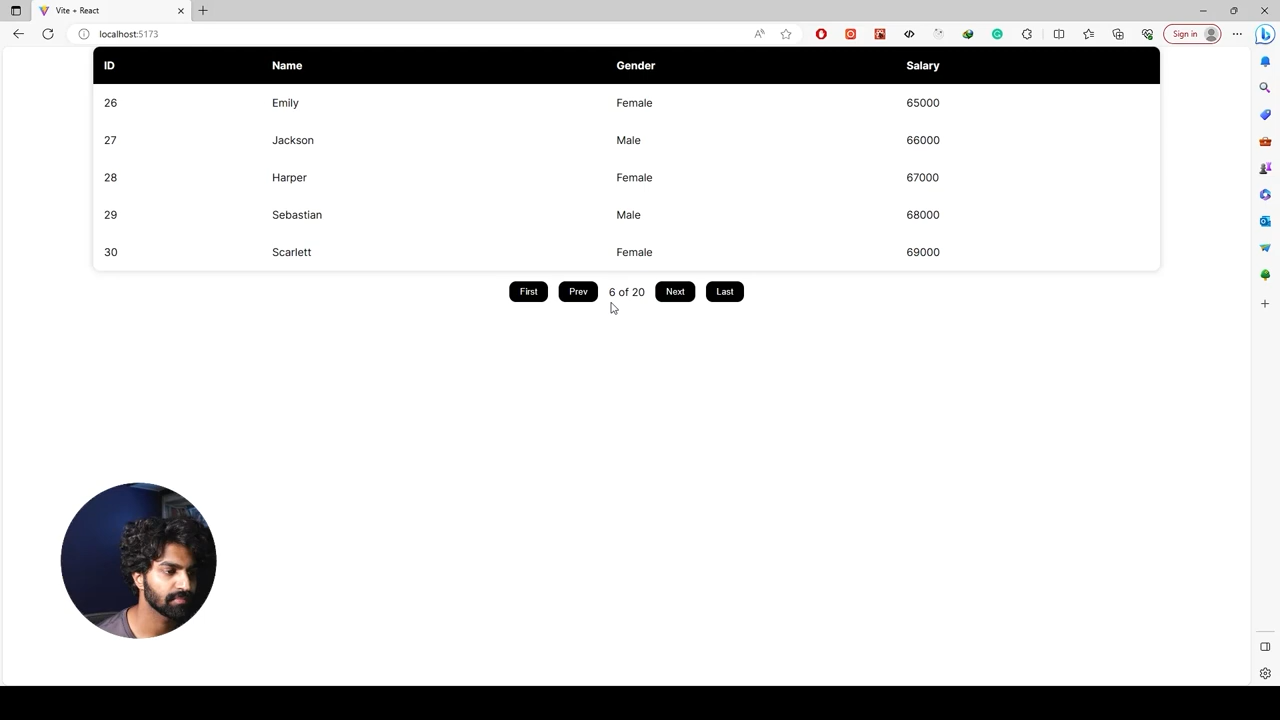 Vite + React
localhost:5173
Sign in
ID Name Gender Salary
26 Emily Female 65000
27 Jackson Male 66000
28 Harper Female 67000
29 Sebastian Male 68000
30 Scarlett Female 69000
First Prev 6 of 20 Next Last